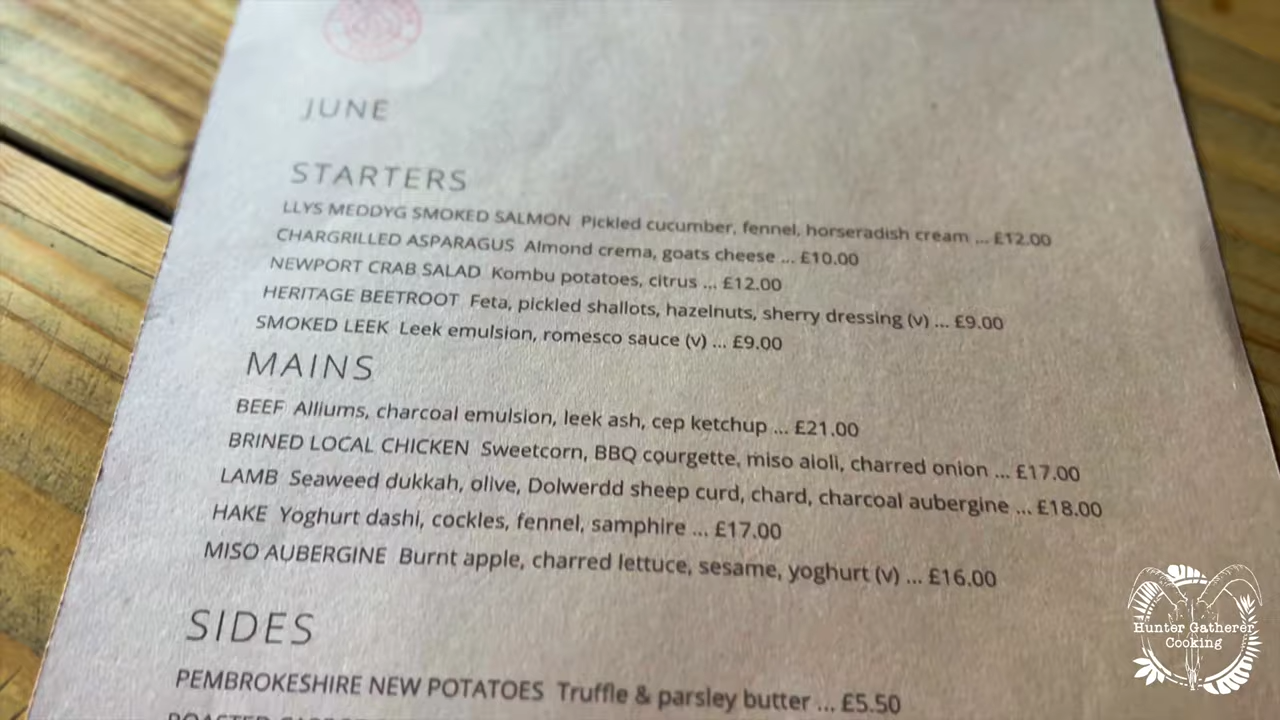 JUNE
STARTERS
LLYS MEDDYG SMOKED SALMON Pickled cucumber, fennel, horseradish cream ... £12.00
CHARGRILLED ASPARAGUS Almond crema, goats cheese ... £10.00
NEWPORT CRAB SALAD Kombu potatoes, citrus ... £12.00
HERITAGE BEETROOT Feta, pickled shallots, hazelnuts, sherry dressing (v) ... £9.00
SMOKED LEEK Leek emulsion, romesco sauce (v) ... £9.00
MAINS
BEEF Alliums, charcoal emulsion, leek ash, cep ketchup ... £21.00
BRINED LOCAL CHICKEN Sweetcorn, BBQ courgette, miso aioli, charred onion ... £17.00
LAMB Seaweed dukkah, olive, Dolwerdd sheep curd, chard, charcoal aubergine ... £18.00
HAKE Yoghurt dashi, cockles, fennel, samphire ... £17.00
MISO AUBERGINE Burnt apple, charred lettuce, sesame, yoghurt (v) ... £16.00
SIDES
PEMBROKESHIRE NEW POTATOES Truffle & parsley butter ... £5.50
Hunter Gatherer
Cooking